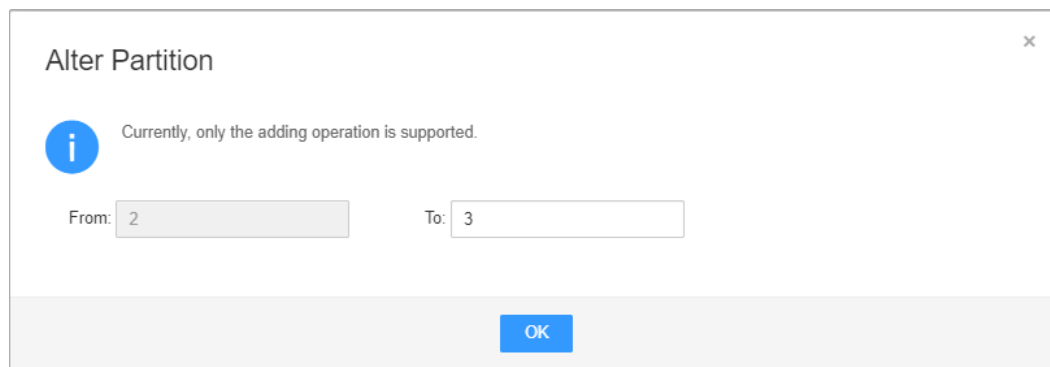 Alter Partition
×
i
Currently, only the adding operation is supported.
From: 2 To: 3
OK